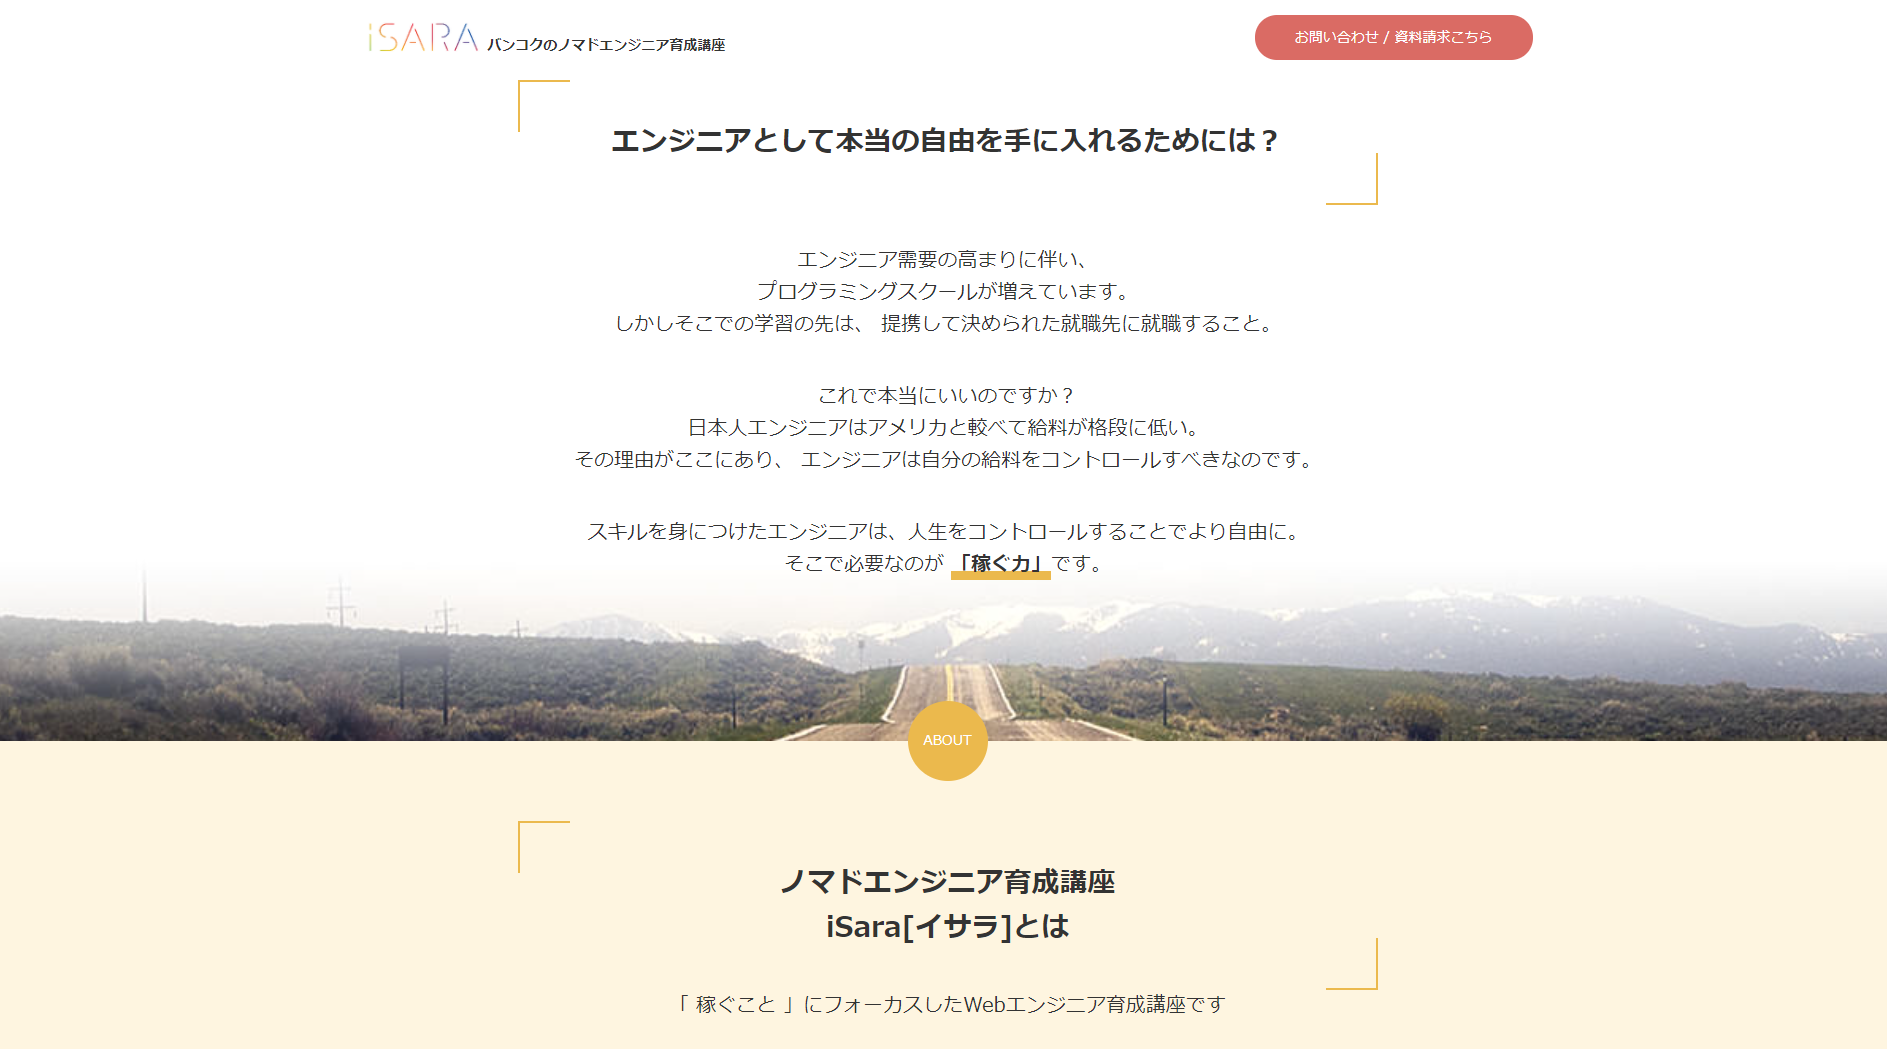 iSARA バンコクのノマドエンジニア育成講座
お問い合わせ / 資料請求こちら
エンジニアとして本当の自由を手に入れるためには？
エンジニア需要の高まりに伴い、
プログラミングスクールが増えています。
しかしそこでの学習の先は、 提携して決められた就職先に就職すること。
これで本当にいいのですか？
日本人エンジニアはアメリカと較べて給料が格段に低い。
その理由がここにあり、 エンジニアは自分の給料をコントロールすべきなのです。
スキルを身につけたエンジニアは、人生をコントロールすることでより自由に。
そこで必要なのが 「稼ぐ力」です。
ABOUT
ノマドエンジニア育成講座
iSara[イサラ]とは
「 稼ぐこと 」にフォーカスしたWebエンジニア育成講座です